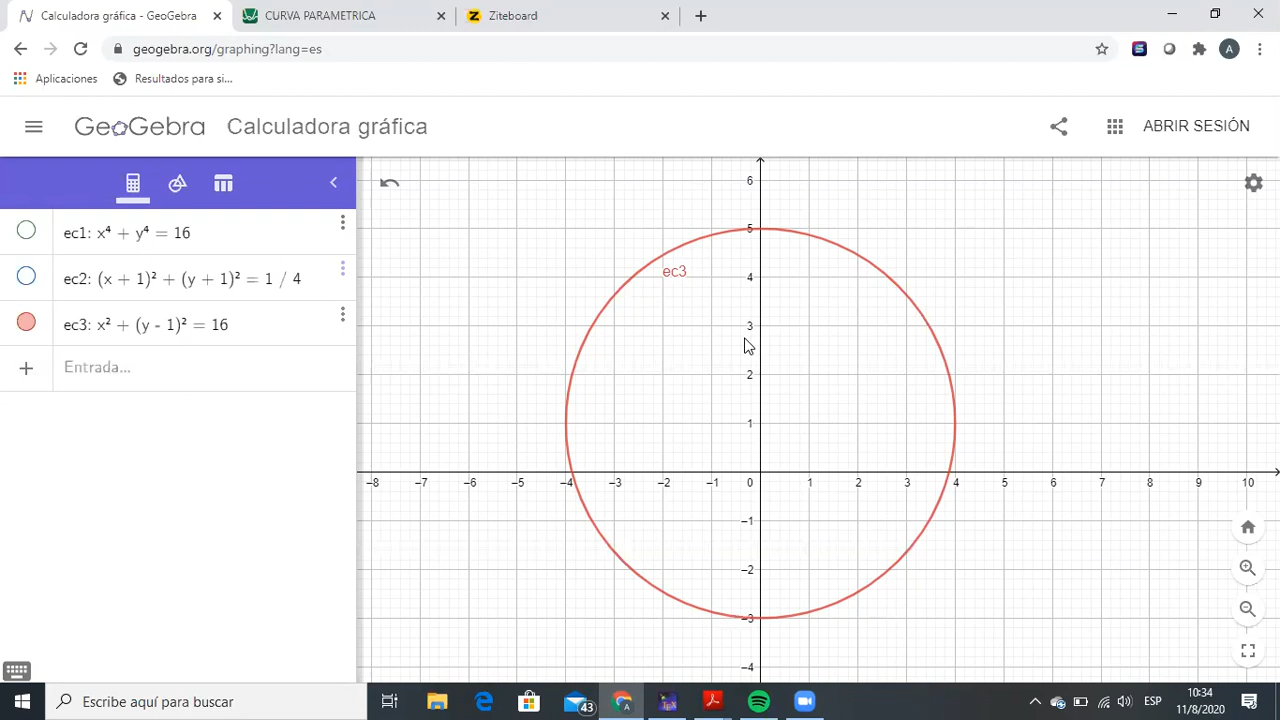 Calculadora gráfica - GeoGebra
CURVA PARAMETRICA
Ziteboard
geogebra.org/graphing?lang=es
A
Aplicaciones
Resultados para si...
GeoGebra Calculadora gráfica
ABRIR SESIÓN
ec1: x⁴ + y⁴ = 16
ec2: (x + 1)² + (y + 1)² = 1 / 4
ec3: x² + (y - 1)² = 16
Entrada...
6
5
ec3
4
3
2
1
−8 −7 −6 −5 −4 −3 −2 −1 0 1 2 3 4 5 6 7 8 9 10
−1
−2
−3
−4
Escribe aquí para buscar
43
A
TEX
ESP
10:34
11/8/2020